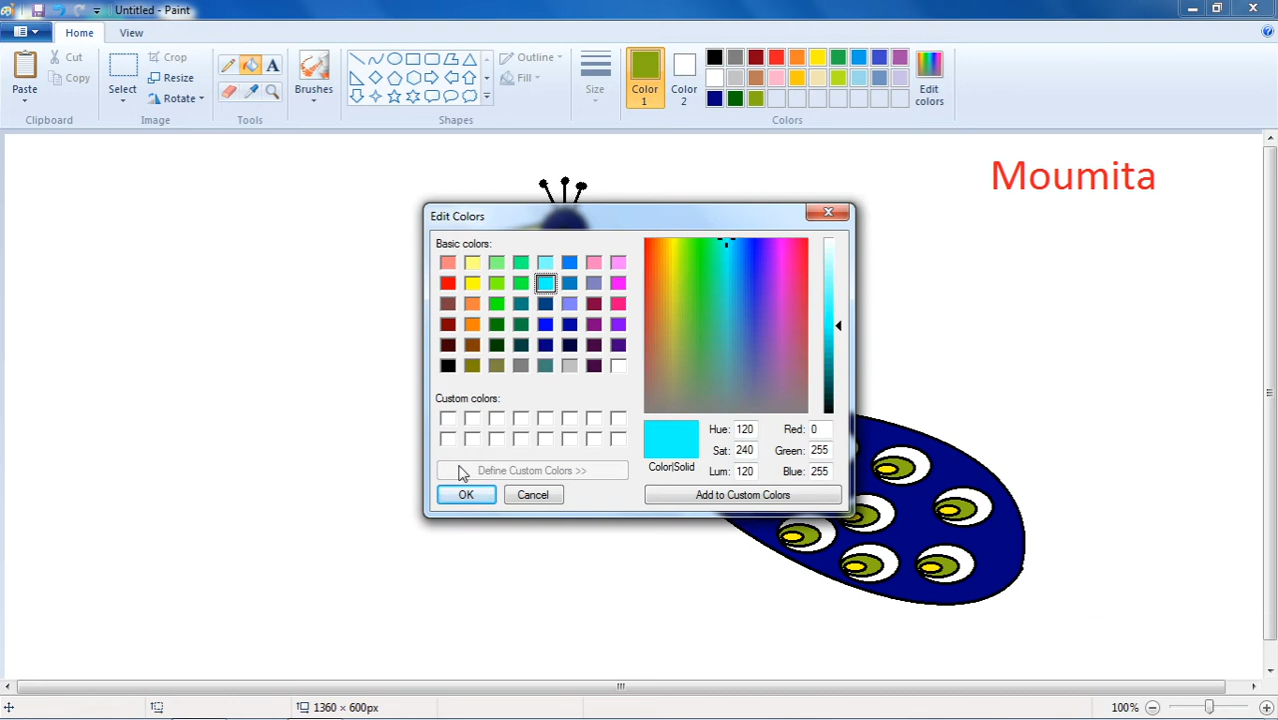 Untitled - Paint
Home View
Paste
Cut
Copy
Clipboard
Select
Crop
Resize
Rotate
Image
A
Tools
Brushes
Outline
Fill
Shapes
Size
Color 1
Color 2
Edit colors
Colors
Moumita
Edit Colors
Basic colors:
Custom colors:
Define Custom Colors >>
OK Cancel
Color|Solid
Hue: 120 Red: 0
Sat: 240 Green: 255
Lum: 120 Blue: 255
Add to Custom Colors
1360 × 600px 100%